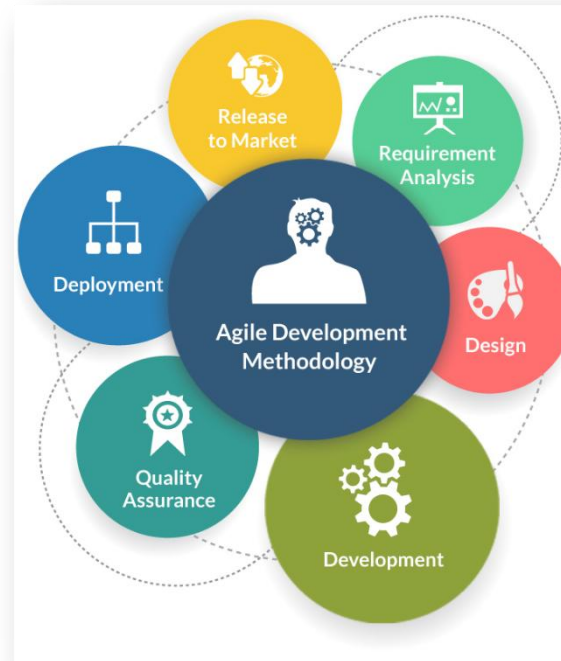 Release
to Market
Requirement
Analysis
Deployment
Agile Development
Methodology
Design
Quality
Assurance
Development